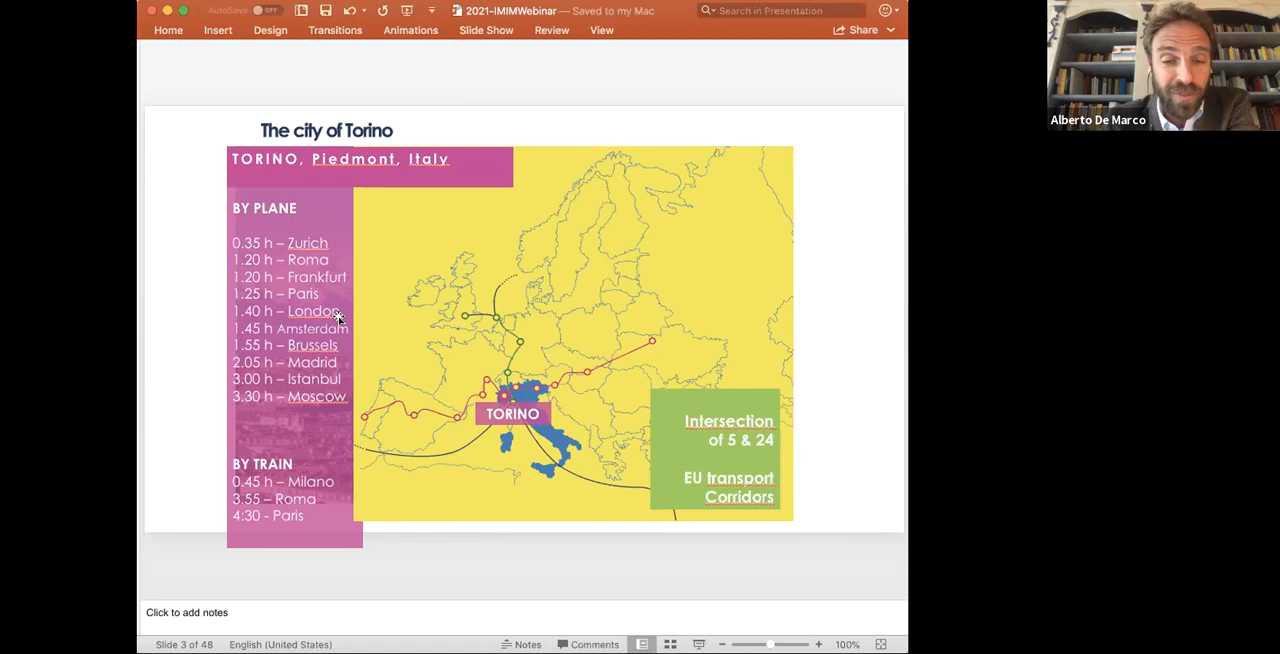 AutoSave OFF
2021-IMIMWebinar — Saved to my Mac
Search in Presentation
Home Insert Design Transitions Animations Slide Show Review View Share
Alberto De Marco
The city of Torino
TORINO, Piedmont, Italy
BY PLANE
0.35 h – Zurich
1.20 h – Roma
1.20 h – Frankfurt
1.25 h – Paris
1.40 h – London
1.45 h Amsterdam
1.55 h – Brussels
2.05 h – Madrid
3.00 h – Istanbul
3.30 h – Moscow
BY TRAIN
0.45 h – Milano
3.55 – Roma
4:30 - Paris
TORINO
Intersection
of 5 & 24
EU transport
Corridors
Click to add notes
Slide 3 of 48 English (United States) Notes Comments 100%